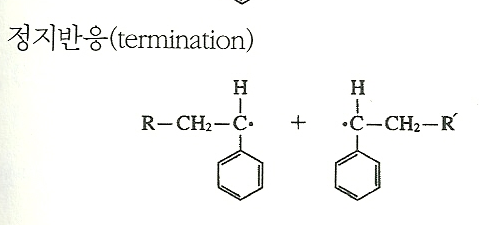 정지반응(termination)
H H
R—CH₂—C· + ·C—CH₂—R′